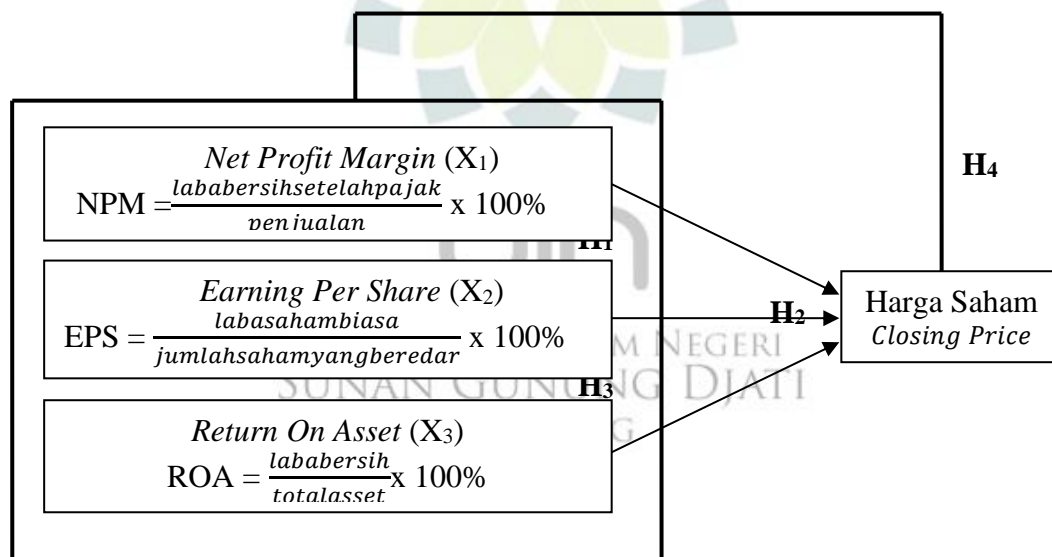 Net Profit Margin (X₁)
NPM = lababersihsetelahpajak / penjualan x 100%
H₁
Earning Per Share (X₂)
EPS = labasahambiasa / jumlahsahamyangberedar x 100%
H₂
H₃
Return On Asset (X₃)
ROA = lababersih / totalasset x 100%
H₄
Harga Saham
Closing Price
M NEGERI
SUNAN GUNUNG DJATI
G